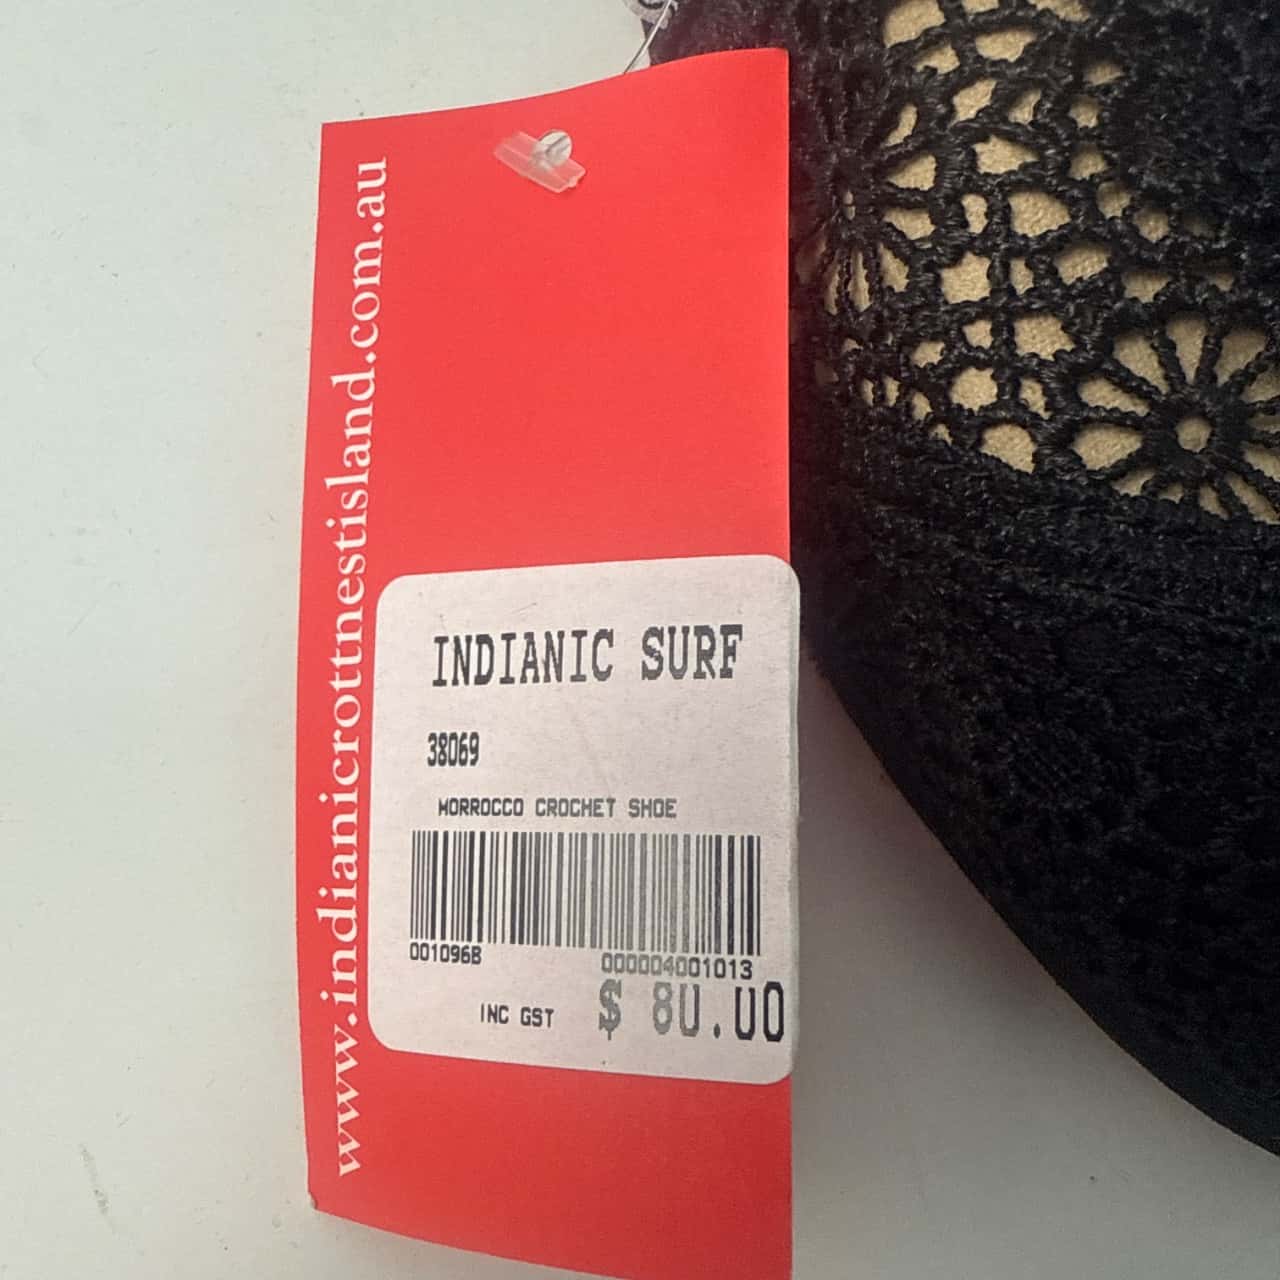 www.indianicrottnestisland.com.au
INDIANIC SURF
38069
MORROCCO CROCHET SHOE
001096B
000004001013
INC GST
$ 80.00